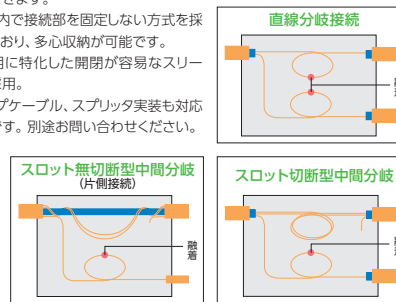 きます。
内で接続部を固定しない方式を採
おり、多心収納が可能です。
用に特化した開閉が容易なスリー
採用。
プケーブル、スプリッタ実装も対応
です。別途お問い合わせください。
直線分岐接続
スロット無切断型中間分岐
(片側接続)
融着
スロット切断型中間分岐